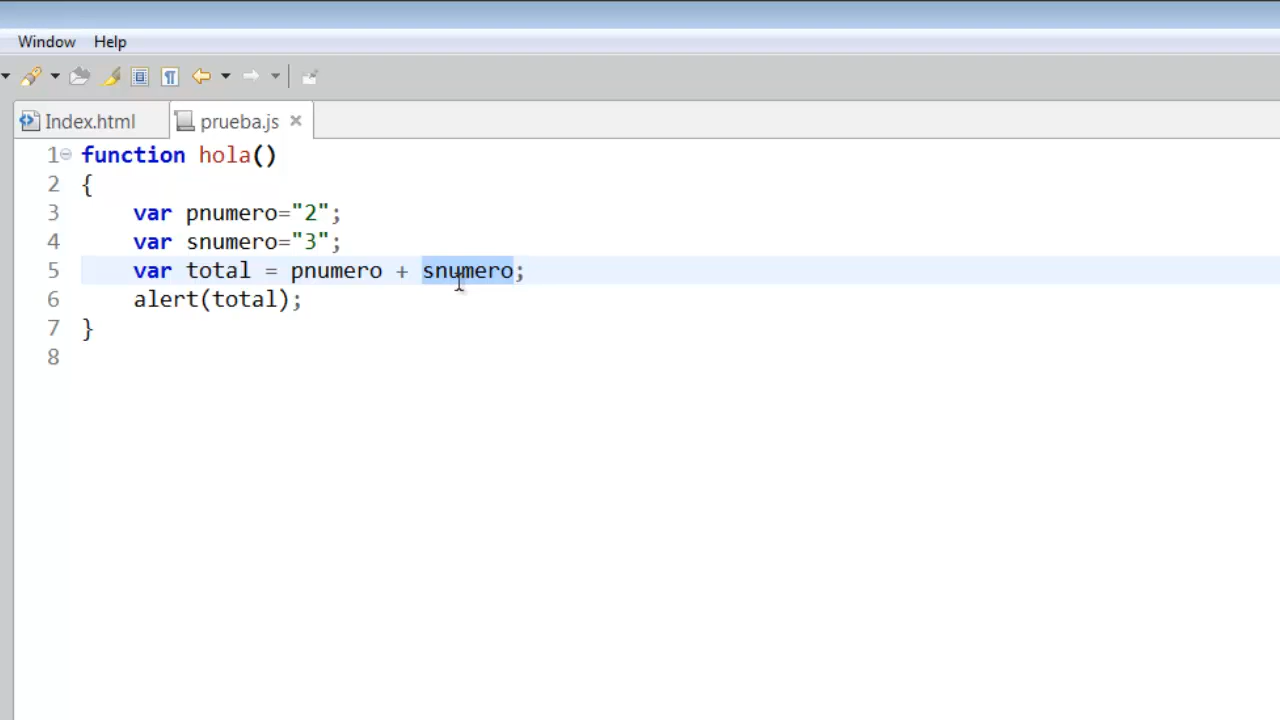 Window Help
Index.html prueba.js
1 function hola()
2 {
3 var pnumero="2";
4 var snumero="3";
5 var total = pnumero + snumero;
6 alert(total);
7 }
8